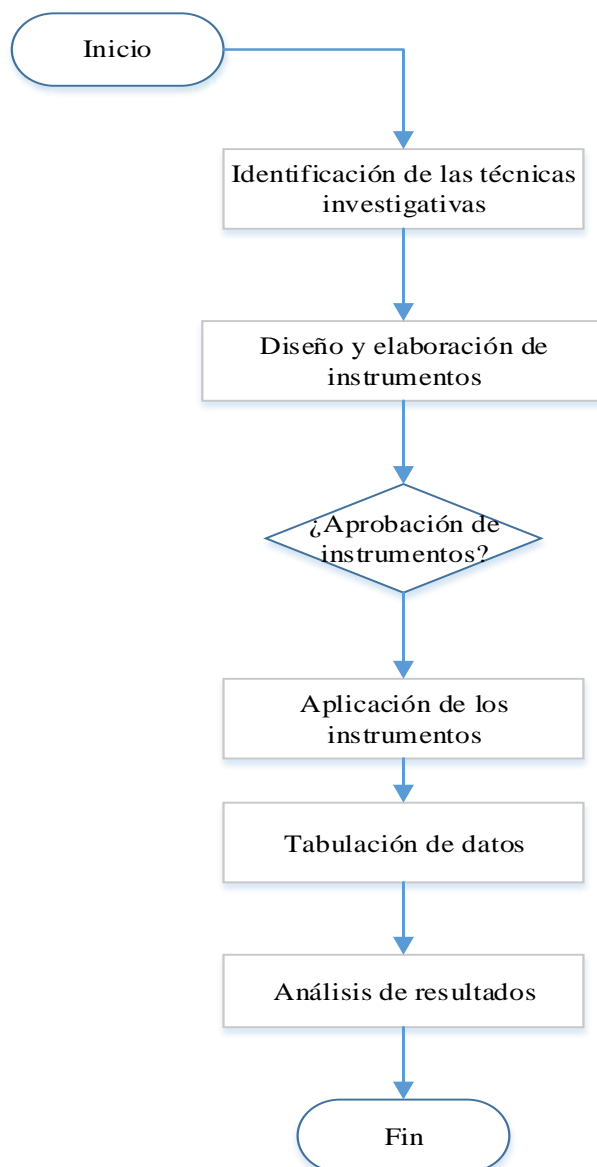 Inicio
Identificación de las técnicas
investigativas
Diseño y elaboración de
instrumentos
¿Aprobación de
instrumentos?
Aplicación de los
instrumentos
Tabulación de datos
Análisis de resultados
Fin